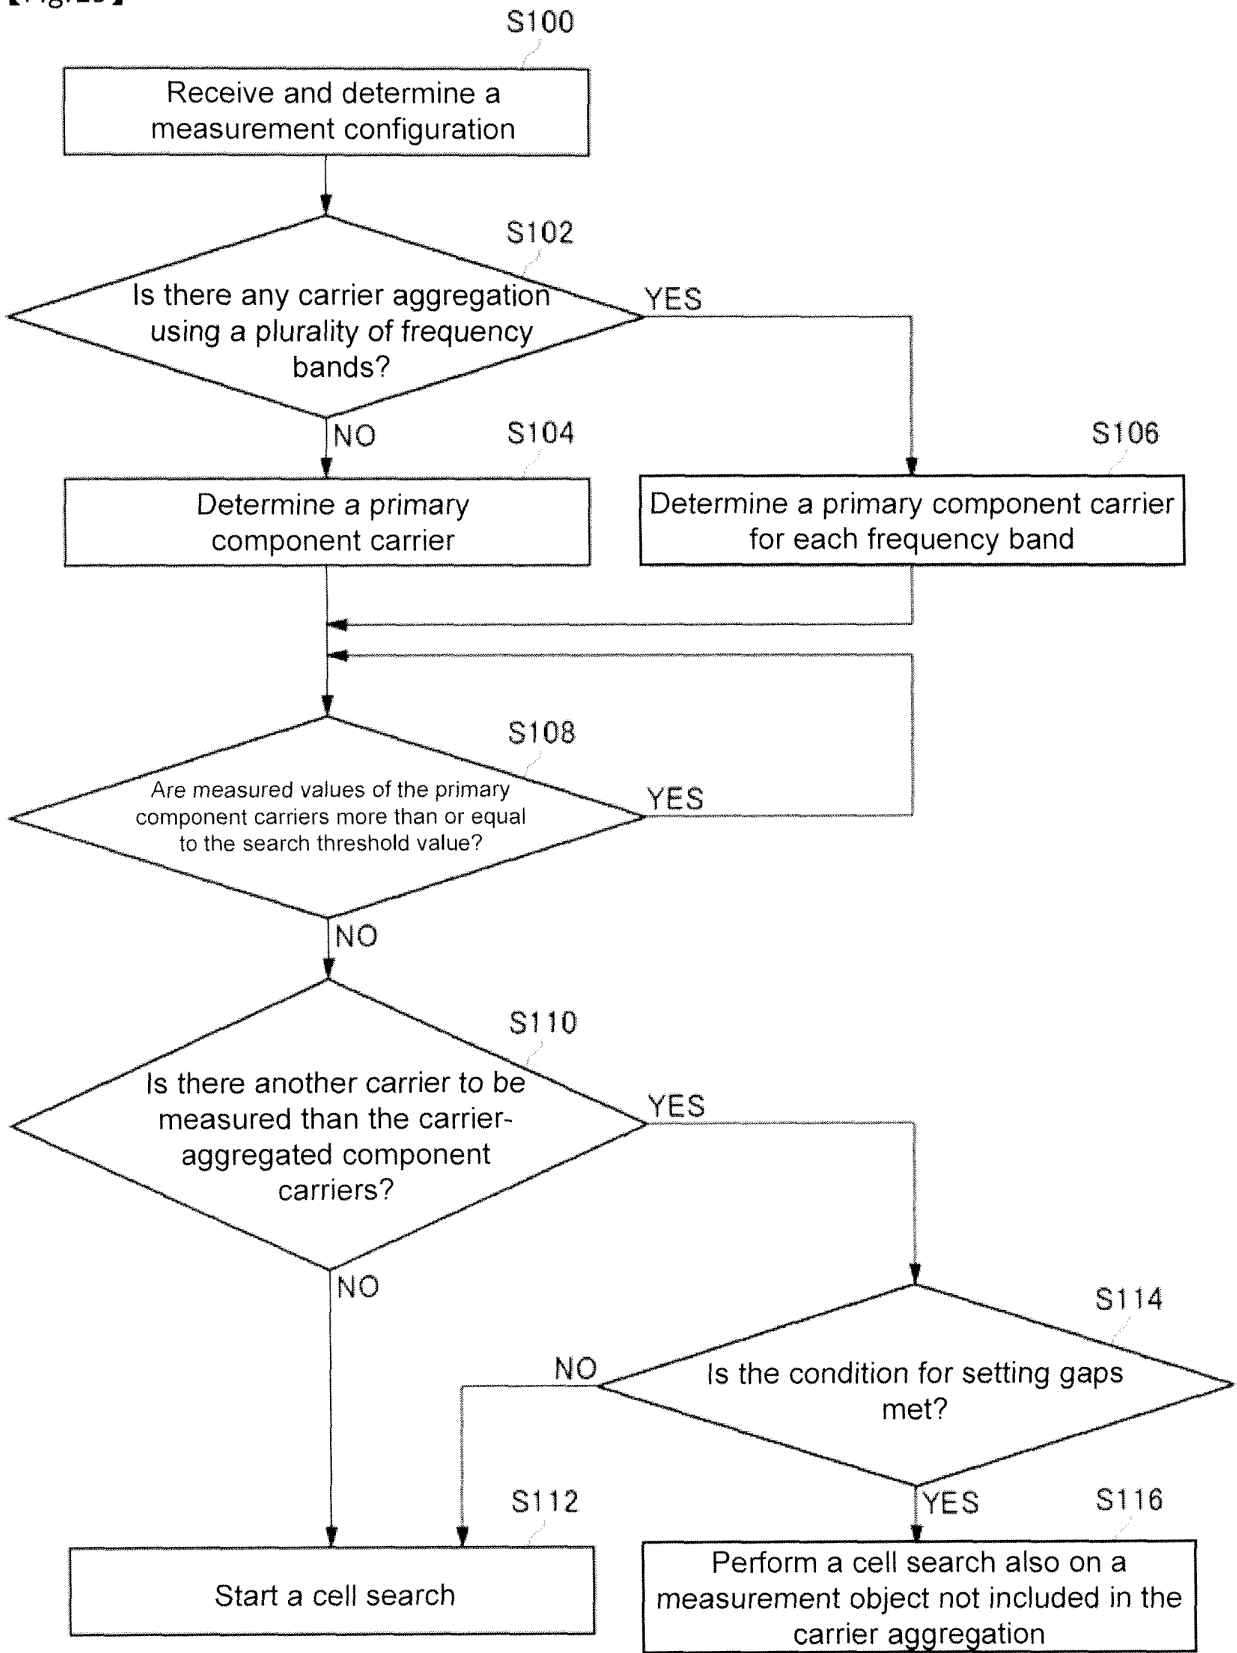 S100
Receive and determine a
measurement configuration
S102
Is there any carrier aggregation
using a plurality of frequency
bands?
YES
NO
S104
Determine a primary
component carrier
S106
Determine a primary component carrier
for each frequency band
S108
Are measured values of the primary
component carriers more than or equal
to the search threshold value?
YES
NO
S110
Is there another carrier to be
measured than the carrier-
aggregated component
carriers?
YES
NO
S114
Is the condition for setting gaps
met?
NO
YES
S112
Start a cell search
S116
Perform a cell search also on a
measurement object not included in the
carrier aggregation